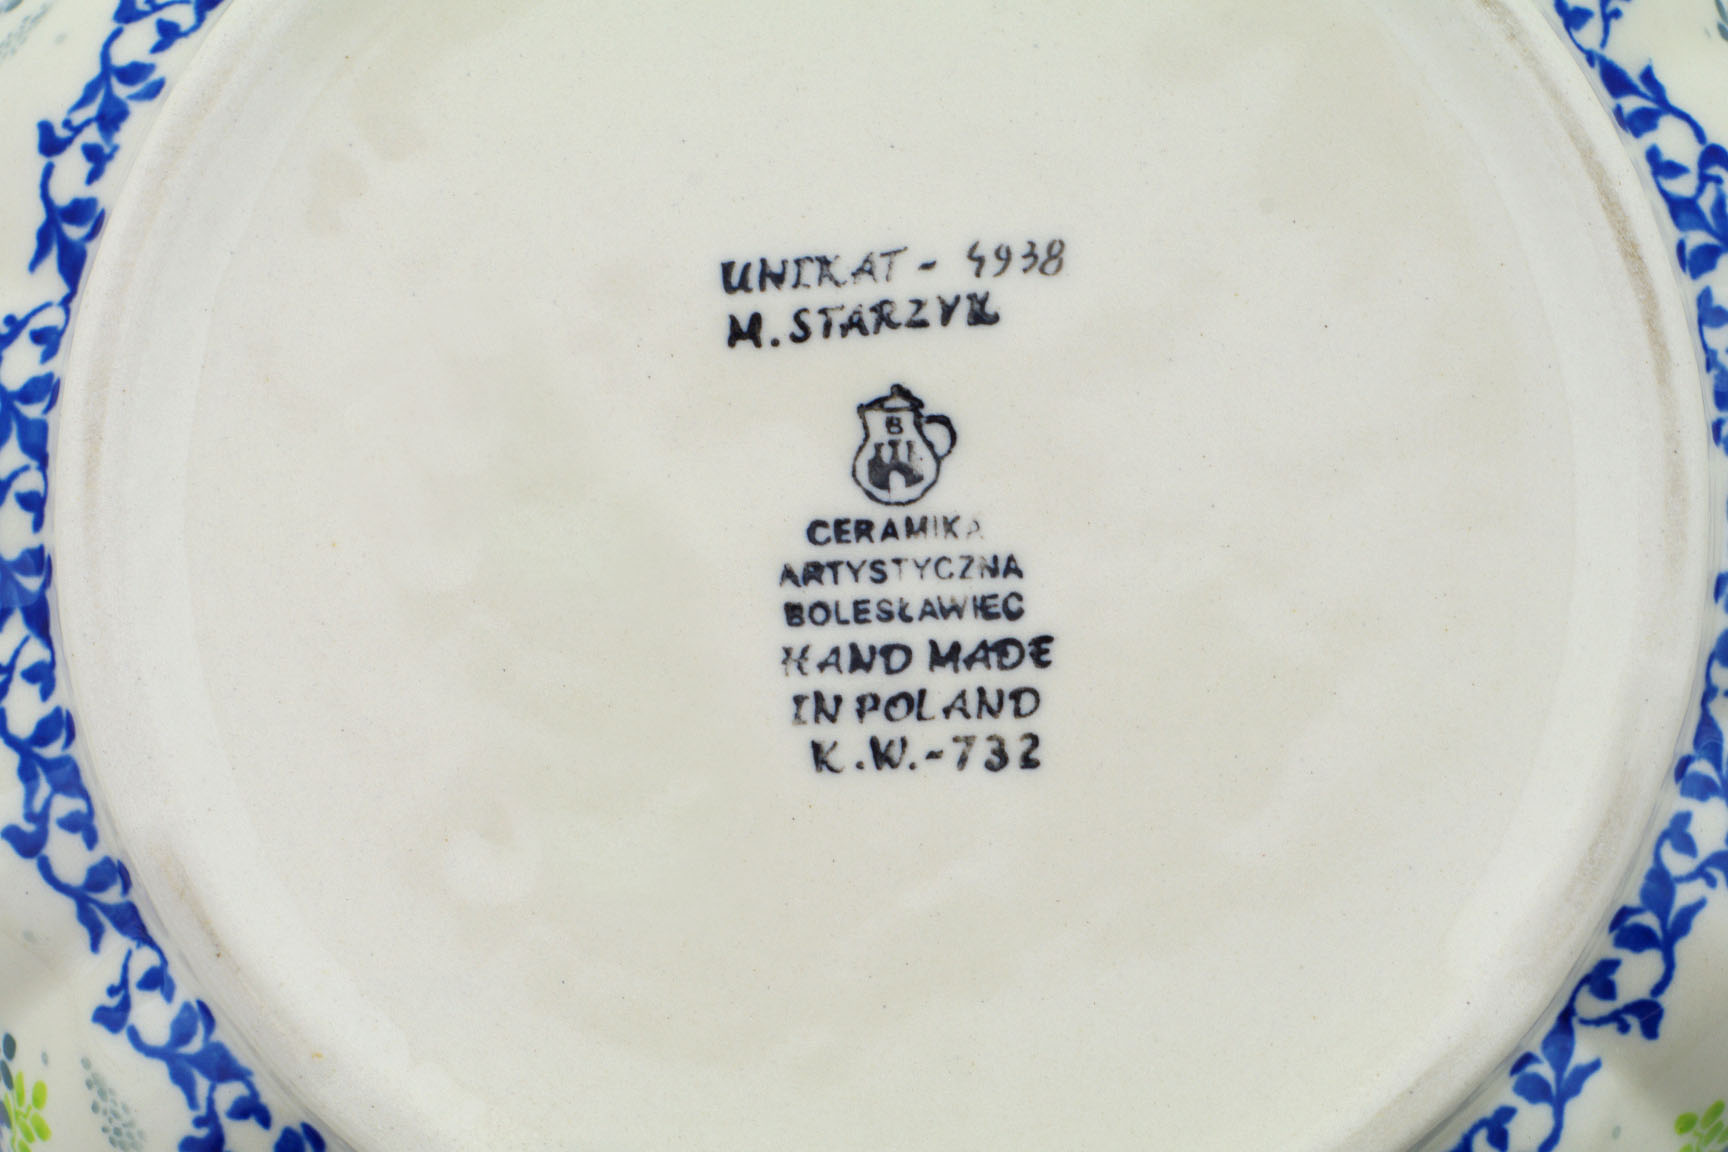 UNIKAT - 4938
M. STARZYK
B
CERAMIKA
ARTYSTYCZNA
BOLESŁAWIEC
HAND MADE
IN POLAND
K.W.-732